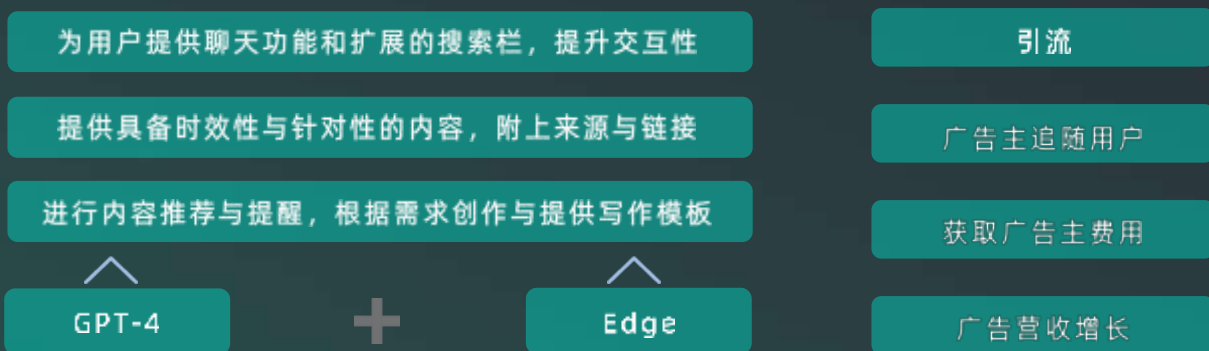 为用户提供聊天功能和扩展的搜索栏，提升交互性
提供具备时效性与针对性的内容，附上来源与链接
进行内容推荐与提醒，根据需求创作与提供写作模板
GPT-4
+
Edge
引流
广告主追随用户
获取广告主费用
广告营收增长